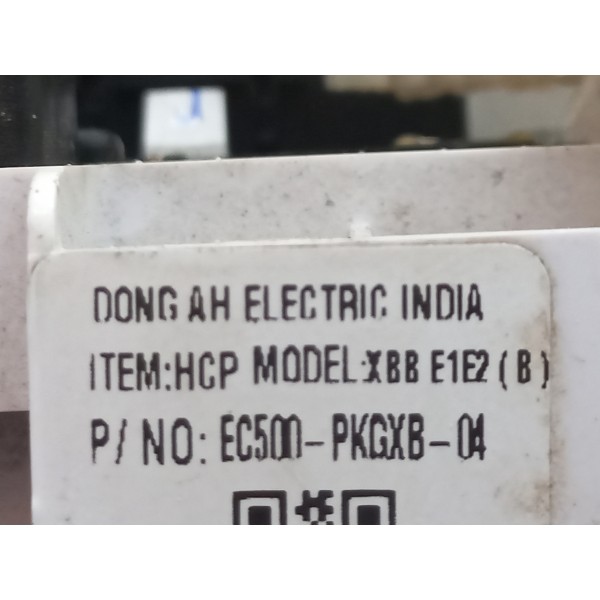 DONG AH ELECTRIC INDIA
ITEM:HCP MODEL:XBB E1E2 ( B )
P/ NO: EC500-PKGXB-04